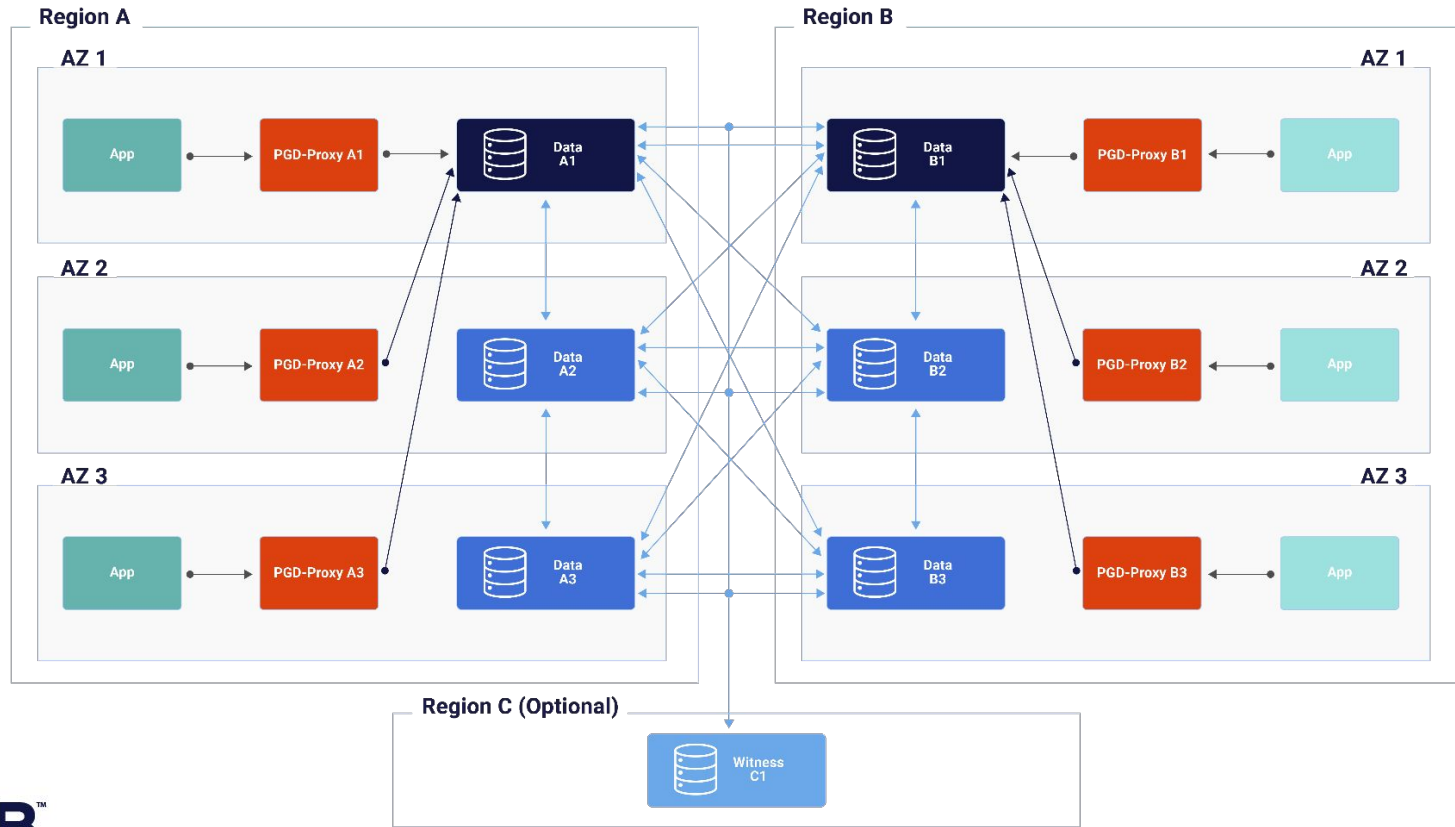 Region A
Region B
AZ 1
AZ 1
App
PGD-Proxy A1
Data
A1
Data
B1
PGD-Proxy B1
App
AZ 2
AZ 2
App
PGD-Proxy A2
Data
A2
Data
B2
PGD-Proxy B2
App
AZ 3
AZ 3
App
PGD-Proxy A3
Data
A3
Data
B3
PGD-Proxy B3
App
Region C (Optional)
Witness
C1